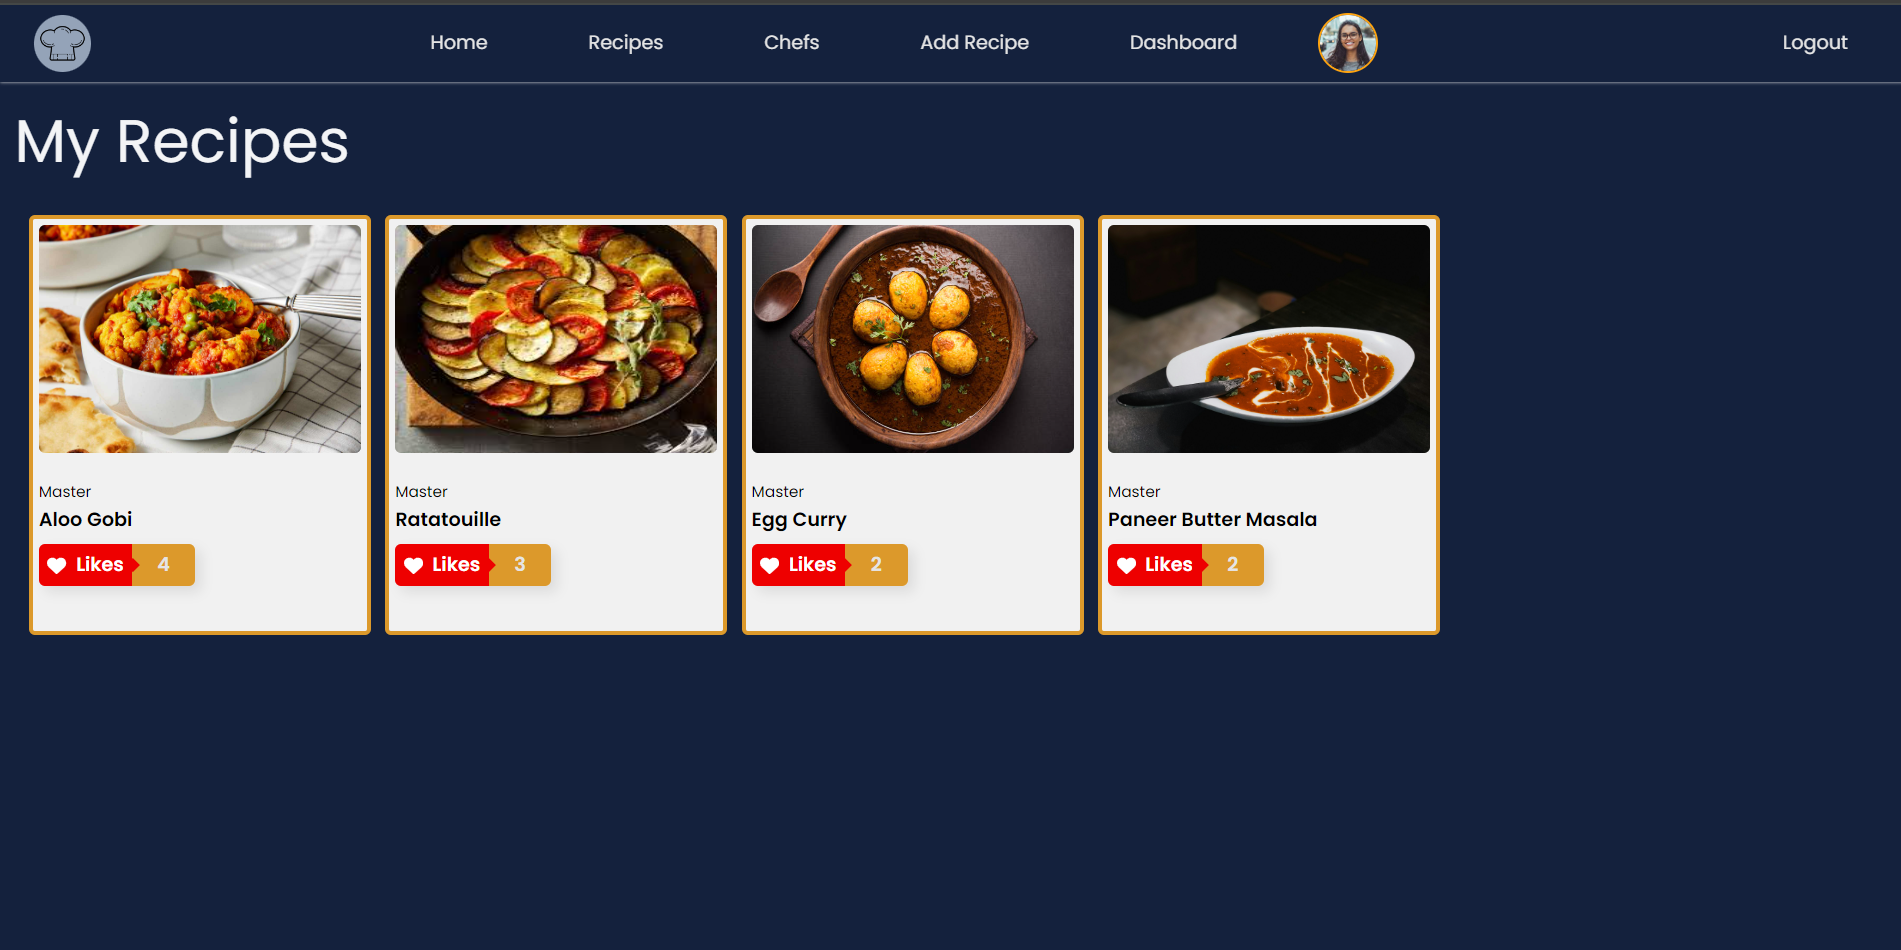 Home Recipes Chefs Add Recipe Dashboard Logout
My Recipes
Master
Aloo Gobi
Likes 4
Master
Ratatouille
Likes 3
Master
Egg Curry
Likes 2
Master
Paneer Butter Masala
Likes 2